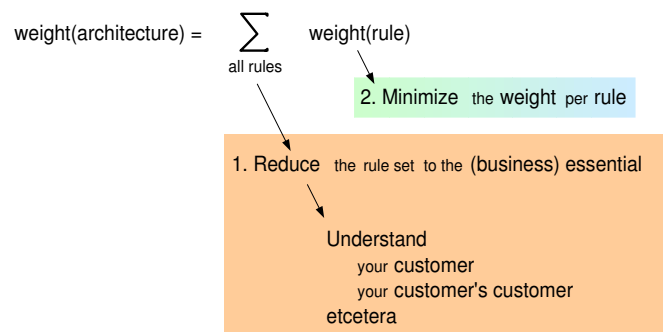 weight(architecture) = ∑ weight(rule)
all rules
2. Minimize the weight per rule
1. Reduce the rule set to the (business) essential
Understand
your customer
your customer's customer
etcetera